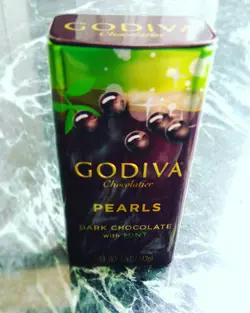 GODIVA
Chocolatier
GODIVA
Chocolatier
PEARLS
DARK CHOCOLATE
with MINT